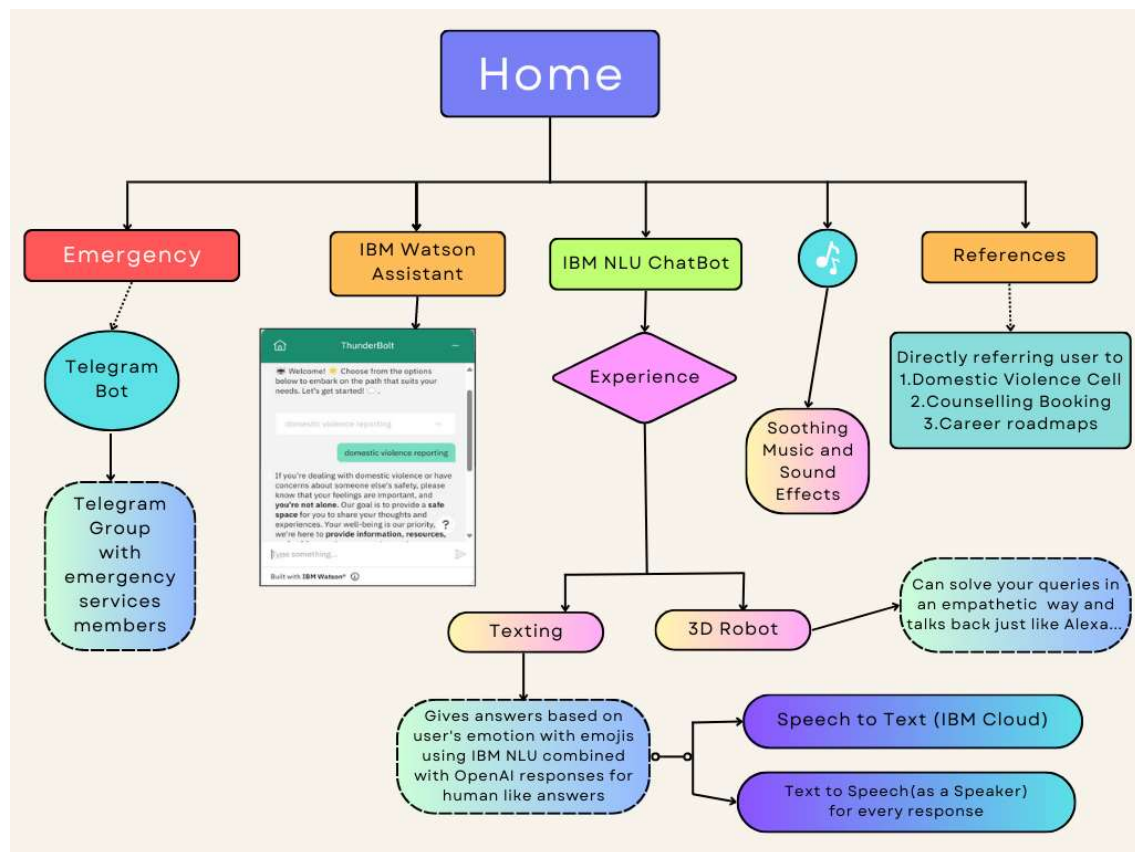 Home
Emergency
IBM Watson
Assistant
IBM NLU ChatBot
References
Telegram
Bot
ThunderBolt
Welcome! Choose from the options
below to embark on the path that suits your
needs. Let's get started!
domestic violence reporting
domestic violence reporting
If you're dealing with domestic violence or have
concerns about someone else's safety, please
know that your feelings are important, and
you're not alone. Our goal is to provide a safe
space for you to share your thoughts and
experiences. Your well-being is our priority,
we're here to provide information, resources,
?
Type something...
Built with IBM Watson®
Experience
Soothing
Music and
Sound
Effects
Directly referring user to
1.Domestic Violence Cell
2.Counselling Booking
3.Career roadmaps
Telegram
Group
with
emergency
services
members
Texting
3D Robot
Can solve your queries in
an empathetic way and
talks back just like Alexa...
Gives answers based on
user's emotion with emojis
using IBM NLU combined
with OpenAI responses for
human like answers
Speech to Text (IBM Cloud)
Text to Speech(as a Speaker)
for every response